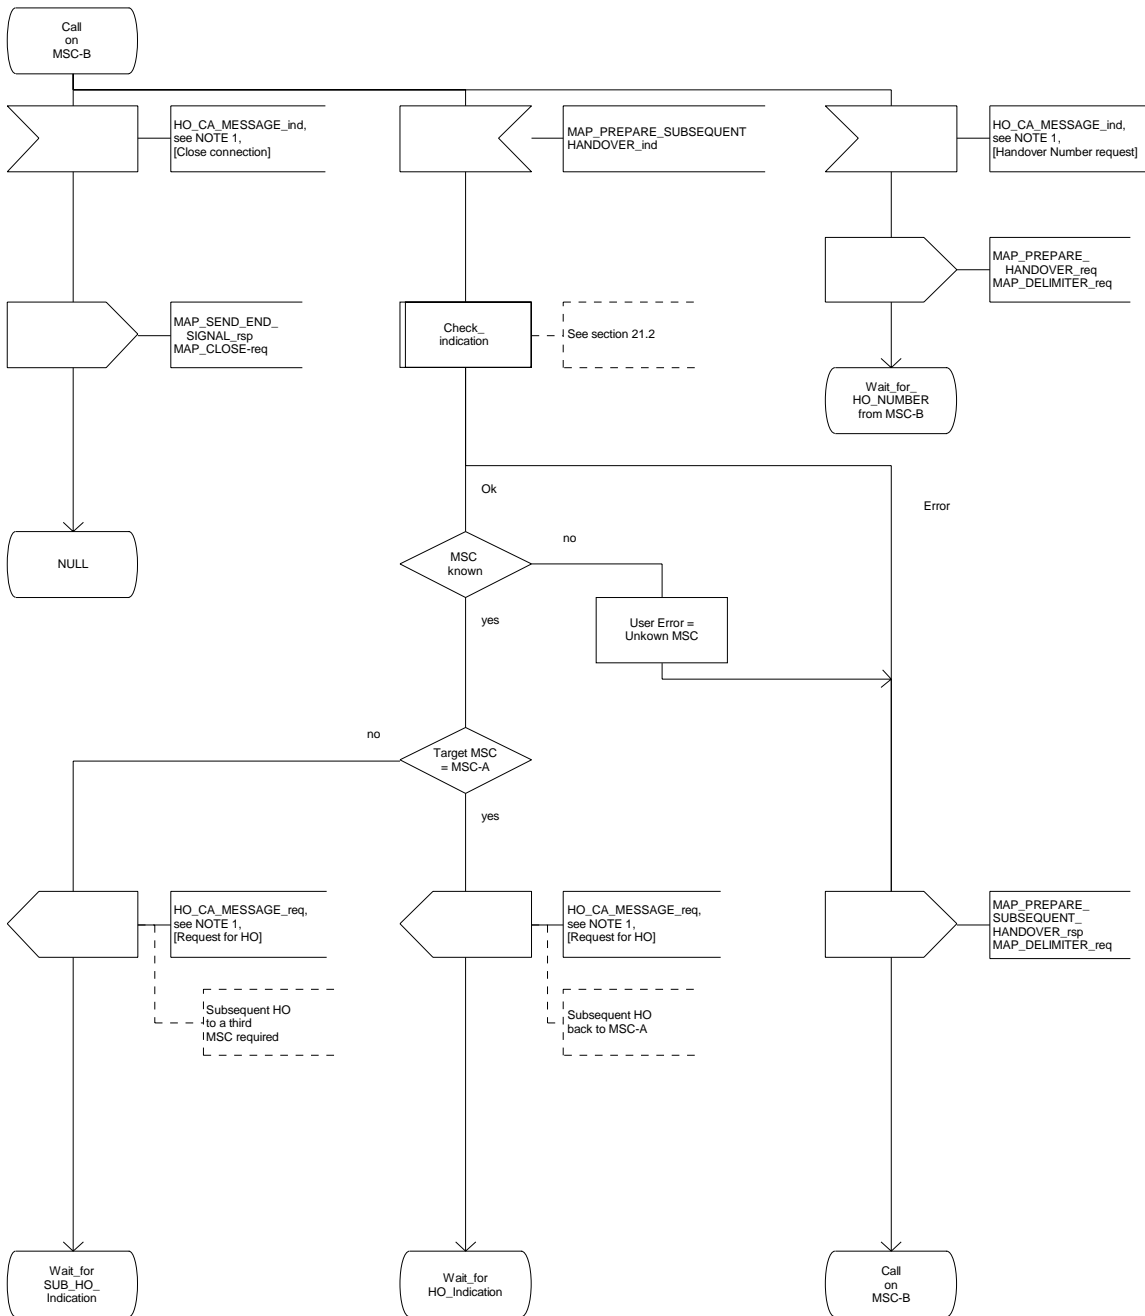 Call
on
MSC-B
HO_CA_MESSAGE_ind,
see NOTE 1,
[Close connection]
MAP_PREPARE_SUBSEQUENT
HANDOVER_ind
HO_CA_MESSAGE_ind,
see NOTE 1,
[Handover Number request]
MAP_PREPARE_
HANDOVER_req
MAP_DELIMITER_req
MAP_SEND_END_
SIGNAL_rsp
MAP_CLOSE-req
Check_
indication
See section 21.2
Wait_for_
HO_NUMBER
from MSC-B
Ok
Error
NULL
MSC
known
no
yes
User Error =
Unkown MSC
no
Target MSC
= MSC-A
yes
HO_CA_MESSAGE_req,
see NOTE 1,
[Request for HO]
HO_CA_MESSAGE_req,
see NOTE 1,
[Request for HO]
MAP_PREPARE_
SUBSEQUENT_
HANDOVER_rsp
MAP_DELIMITER_req
Subsequent HO
to a third
MSC required
Subsequent HO
back to MSC-A
Wait_for
SUB_HO_
Indication
Wait_for
HO_Indication
Call
on
MSC-B